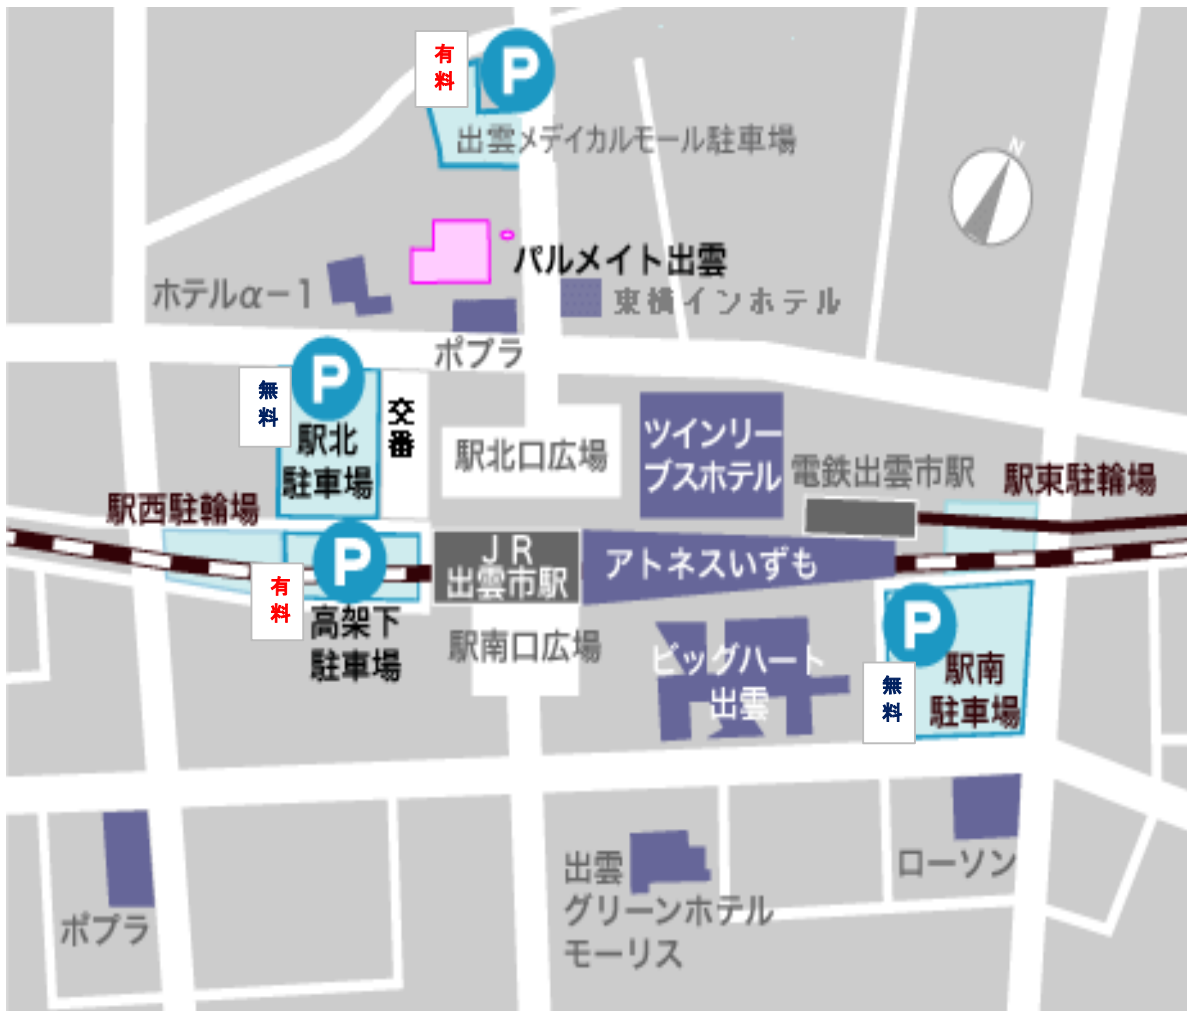 有
料
P
出雲メディカルモール駐車場
N
パルメイト出雲
ホテルα-1
東横インホテル
ポプラ
P
無
料
駅北
駐車場
交
番
駅北口広場
ツインリー
ブスホテル
電鉄出雲市駅
駅東駐輪場
駅西駐輪場
P
有
料
高架下
駐車場
JR
出雲市駅
アトネスいずも
駅南口広場
ビッグハート
出雲
P
無
料
駅南
駐車場
ポプラ
出雲
グリーンホテル
モーリス
ローソン